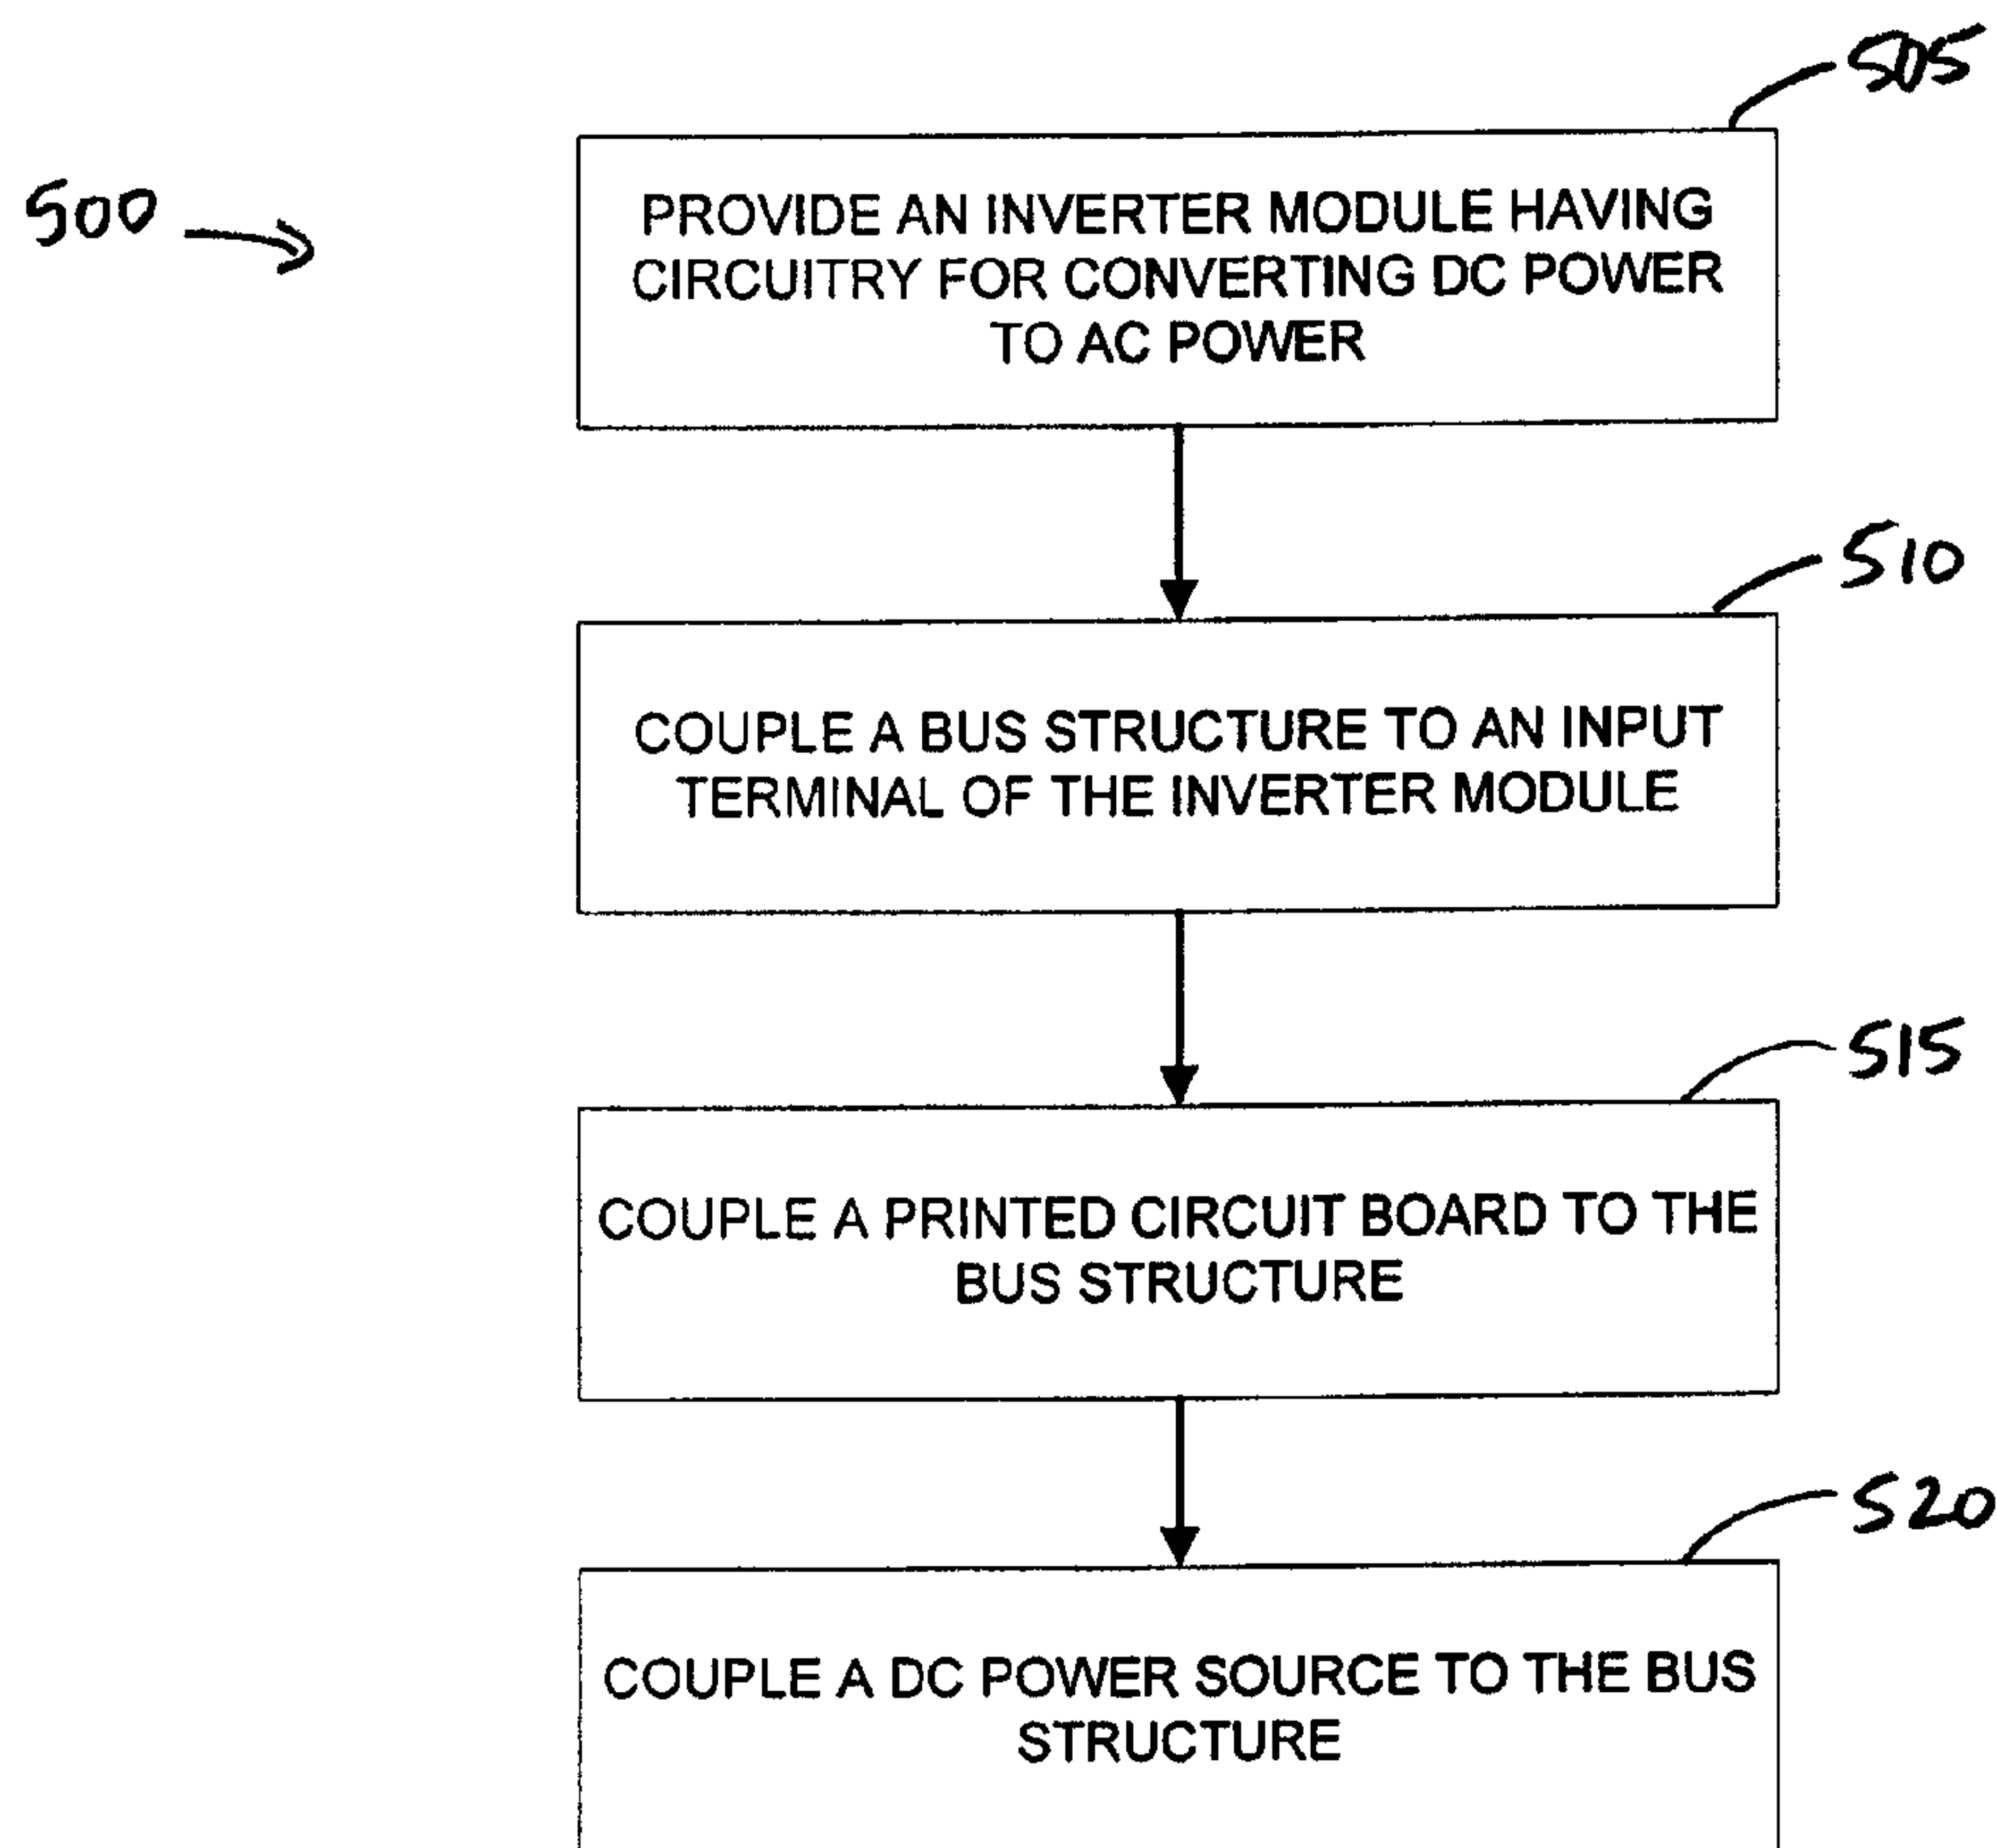 505
500
PROVIDE AN INVERTER MODULE HAVING
CIRCUITRY FOR CONVERTING DC POWER
TO AC POWER
510
COUPLE A BUS STRUCTURE TO AN INPUT
TERMINAL OF THE INVERTER MODULE
515
COUPLE A PRINTED CIRCUIT BOARD TO THE
BUS STRUCTURE
520
COUPLE A DC POWER SOURCE TO THE BUS
STRUCTURE